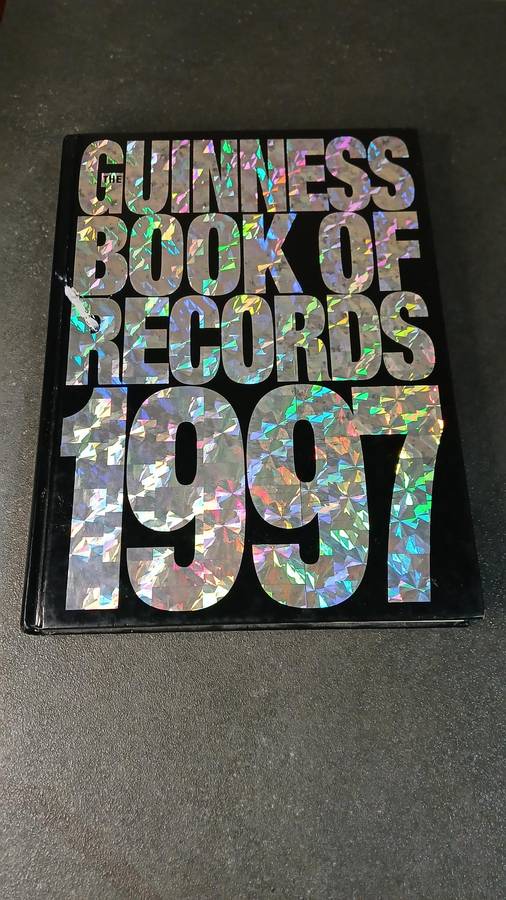 THE
GUINNESS
BOOK OF
RECORDS
1997